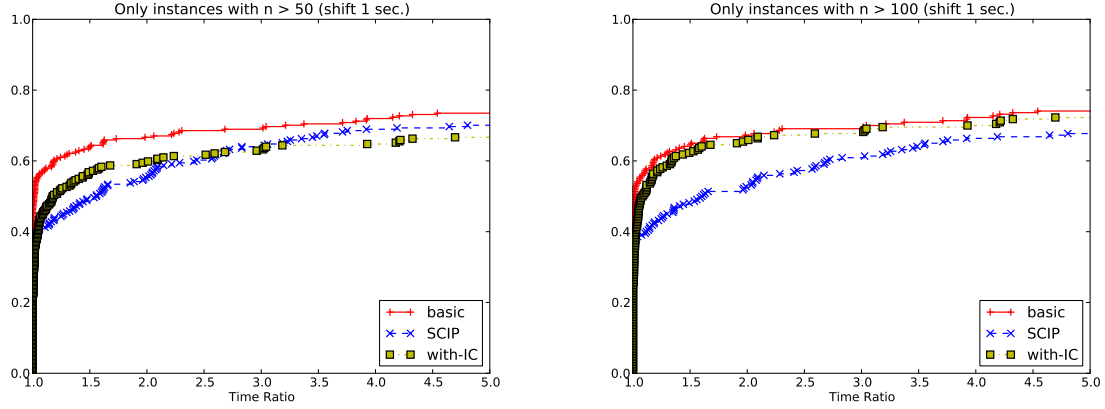 Only instances with n > 50 (shift 1 sec.)
1.0
0.8
0.6
0.4
0.2
0.0
basic
SCIP
with-IC
1.0 1.5 2.0 2.5 3.0 3.5 4.0 4.5 5.0
Time Ratio
Only instances with n > 100 (shift 1 sec.)
1.0
0.8
0.6
0.4
0.2
0.0
basic
SCIP
with-IC
1.0 1.5 2.0 2.5 3.0 3.5 4.0 4.5 5.0
Time Ratio